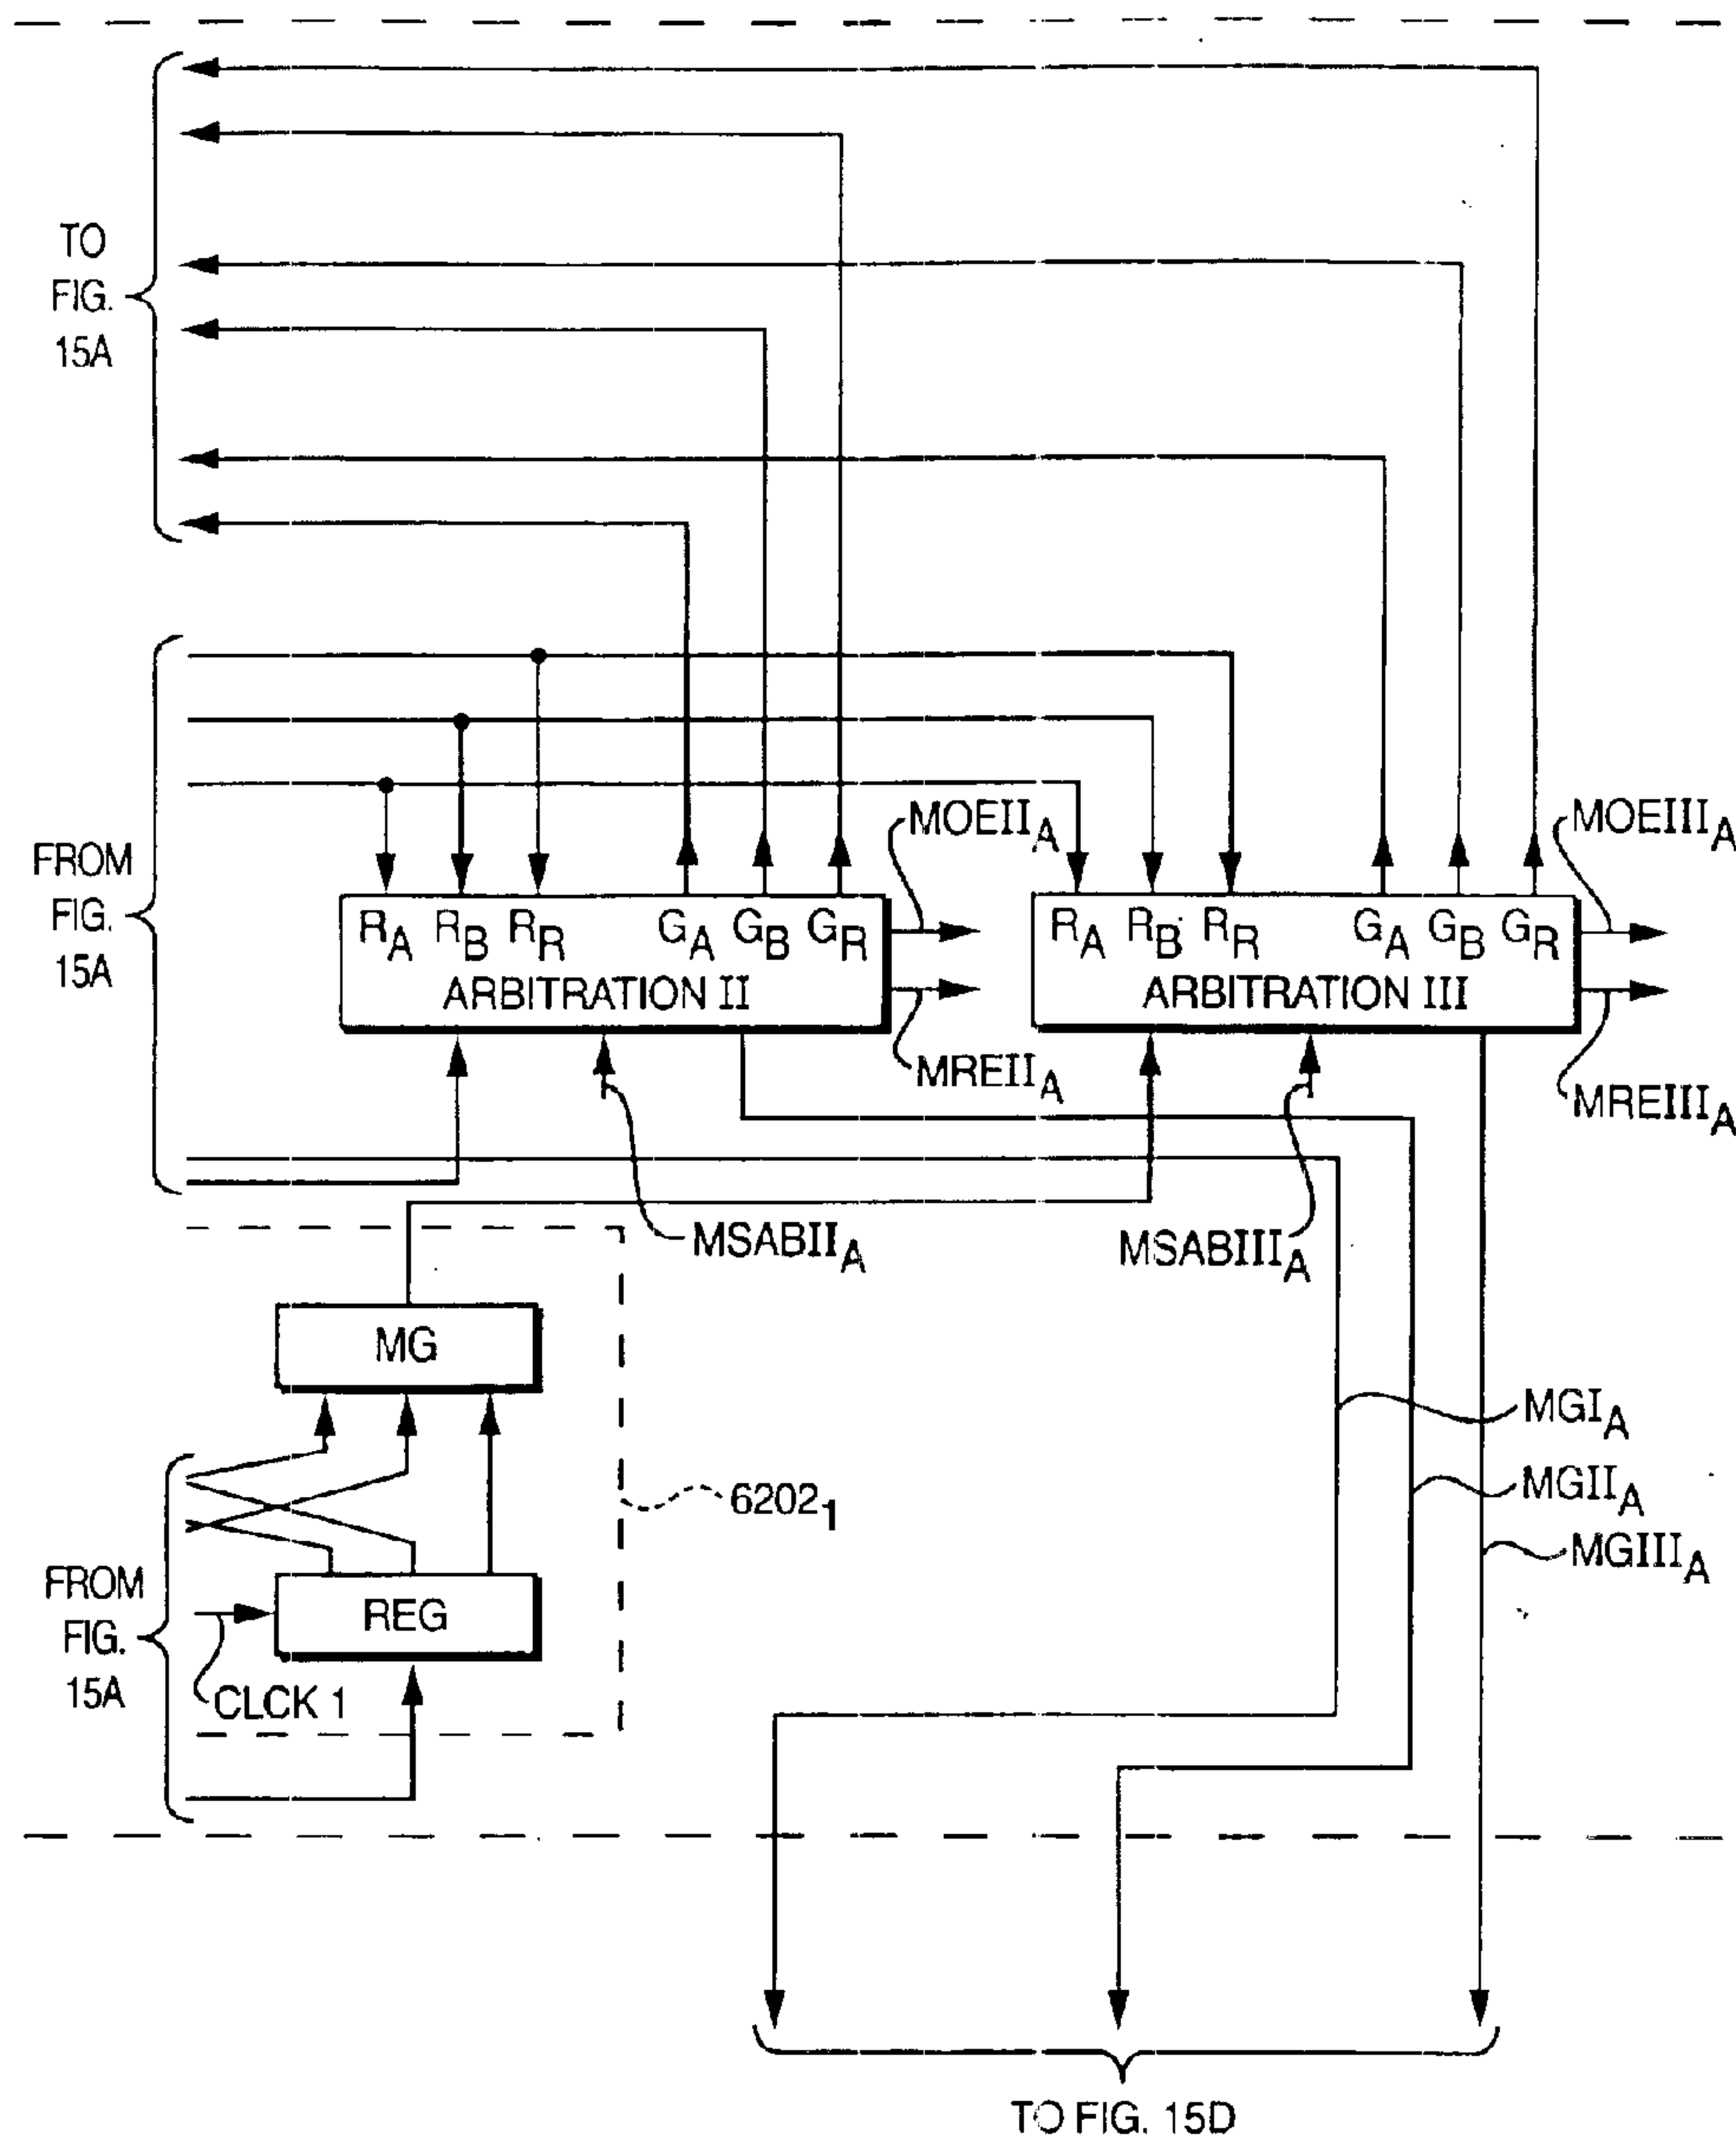 TO
FIG.
15A
FROM
FIG.
15A
MOEII_A
MOEIII_A
R_A R_B R_R G_A G_B G_R
ARBITRATION II
R_A R_B R_R G_A G_B G_R
ARBITRATION III
MREII_A
MREIII_A
MSABII_A
MSABIII_A
MG
MGI_A
MGII_A
6202_1
MGIII_A
FROM
FIG.
15A
REG
CLCK 1
TO FIG. 15D